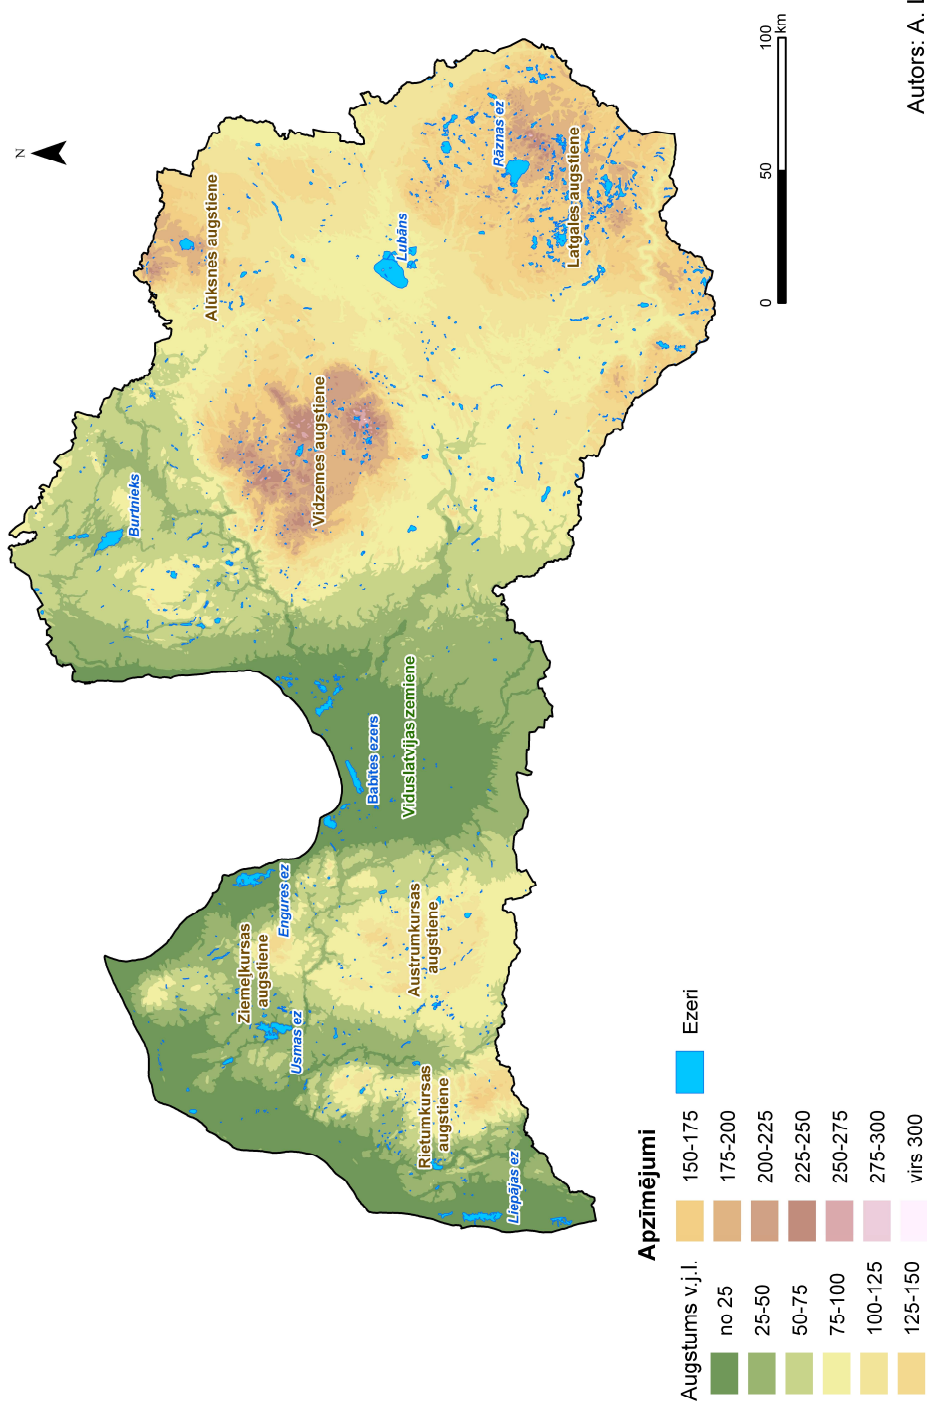 N
Alūksnes augstiene
Burtnieks
Vidzemes augstiene
Lubāns
Rāznas ez
Latgales augstiene
Babītes ezers
Viduslatvijas zemiene
Engures ez
Ziemeļkursas
augstiene
Usmas ez
Austrumkursas
augstiene
Rietumkursas
augstiene
Liepājas ez
0
50
100
km
Apzīmējumi
Augstums v.j.l.
no 25
25-50
50-75
75-100
100-125
125-150
150-175
175-200
200-225
225-250
250-275
275-300
virs 300
Ezeri
Autors: A.